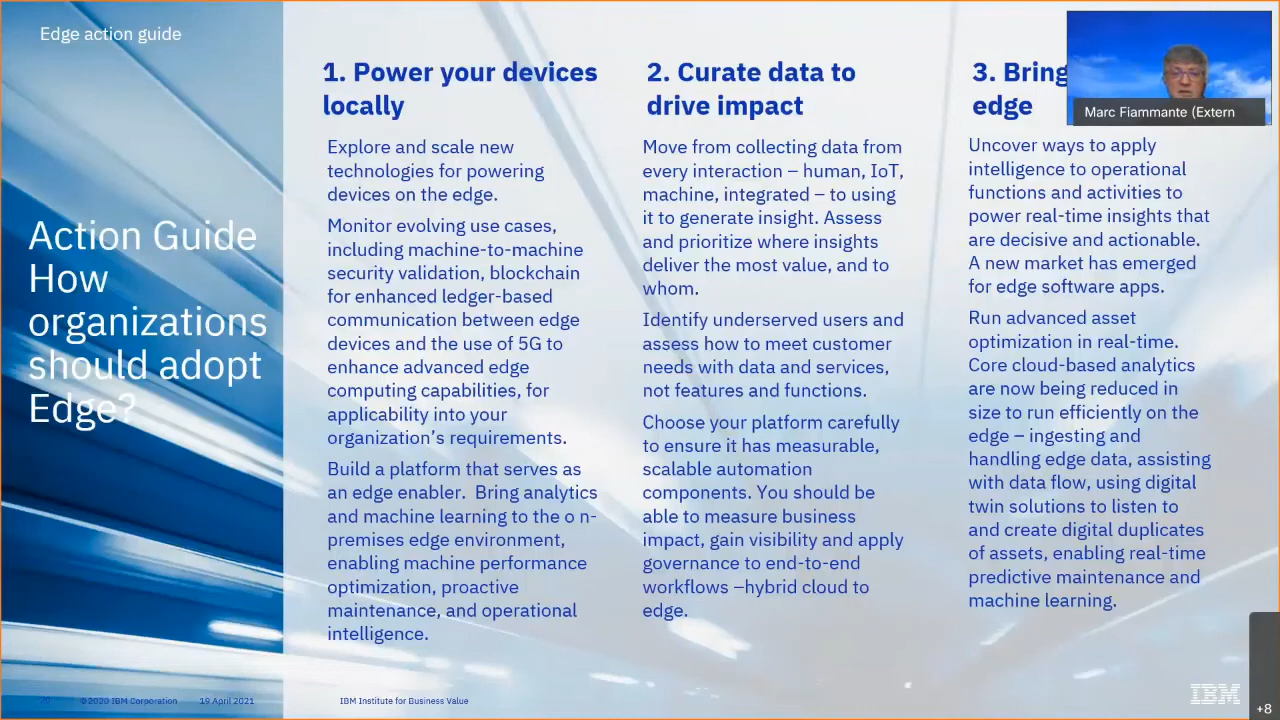 Edge action guide
Action Guide
How
organizations
should adopt
Edge?
1. Power your devices
locally
Explore and scale new
technologies for powering
devices on the edge.
Monitor evolving use cases,
including machine-to-machine
security validation, blockchain
for enhanced ledger-based
communication between edge
devices and the use of 5G to
enhance advanced edge
computing capabilities, for
applicability into your
organization’s requirements.
Build a platform that serves as
an edge enabler.  Bring analytics
and machine learning to the o n-
premises edge environment,
enabling machine performance
optimization, proactive
maintenance, and operational
intelligence.
2. Curate data to
drive impact
Move from collecting data from
every interaction – human, IoT,
machine, integrated – to using
it to generate insight. Assess
and prioritize where insights
deliver the most value, and to
whom.
Identify underserved users and
assess how to meet customer
needs with data and services,
not features and functions.
Choose your platform carefully
to ensure it has measurable,
scalable automation
components. You should be
able to measure business
impact, gain visibility and apply
governance to end-to-end
workflows –hybrid cloud to
edge.
3. Bring
edge
Marc Fiammante (Extern
Uncover ways to apply
intelligence to operational
functions and activities to
power real-time insights that
are decisive and actionable.
A new market has emerged
for edge software apps.
Run advanced asset
optimization in real-time.
Core cloud-based analytics
are now being reduced in
size to run efficiently on the
edge – ingesting and
handling edge data, assisting
with data flow, using digital
twin solutions to listen to
and create digital duplicates
of assets, enabling real-time
predictive maintenance and
machine learning.
© 2020 IBM Corporation 19 April 2021
IBM Institute for Business Value
IBM
+8